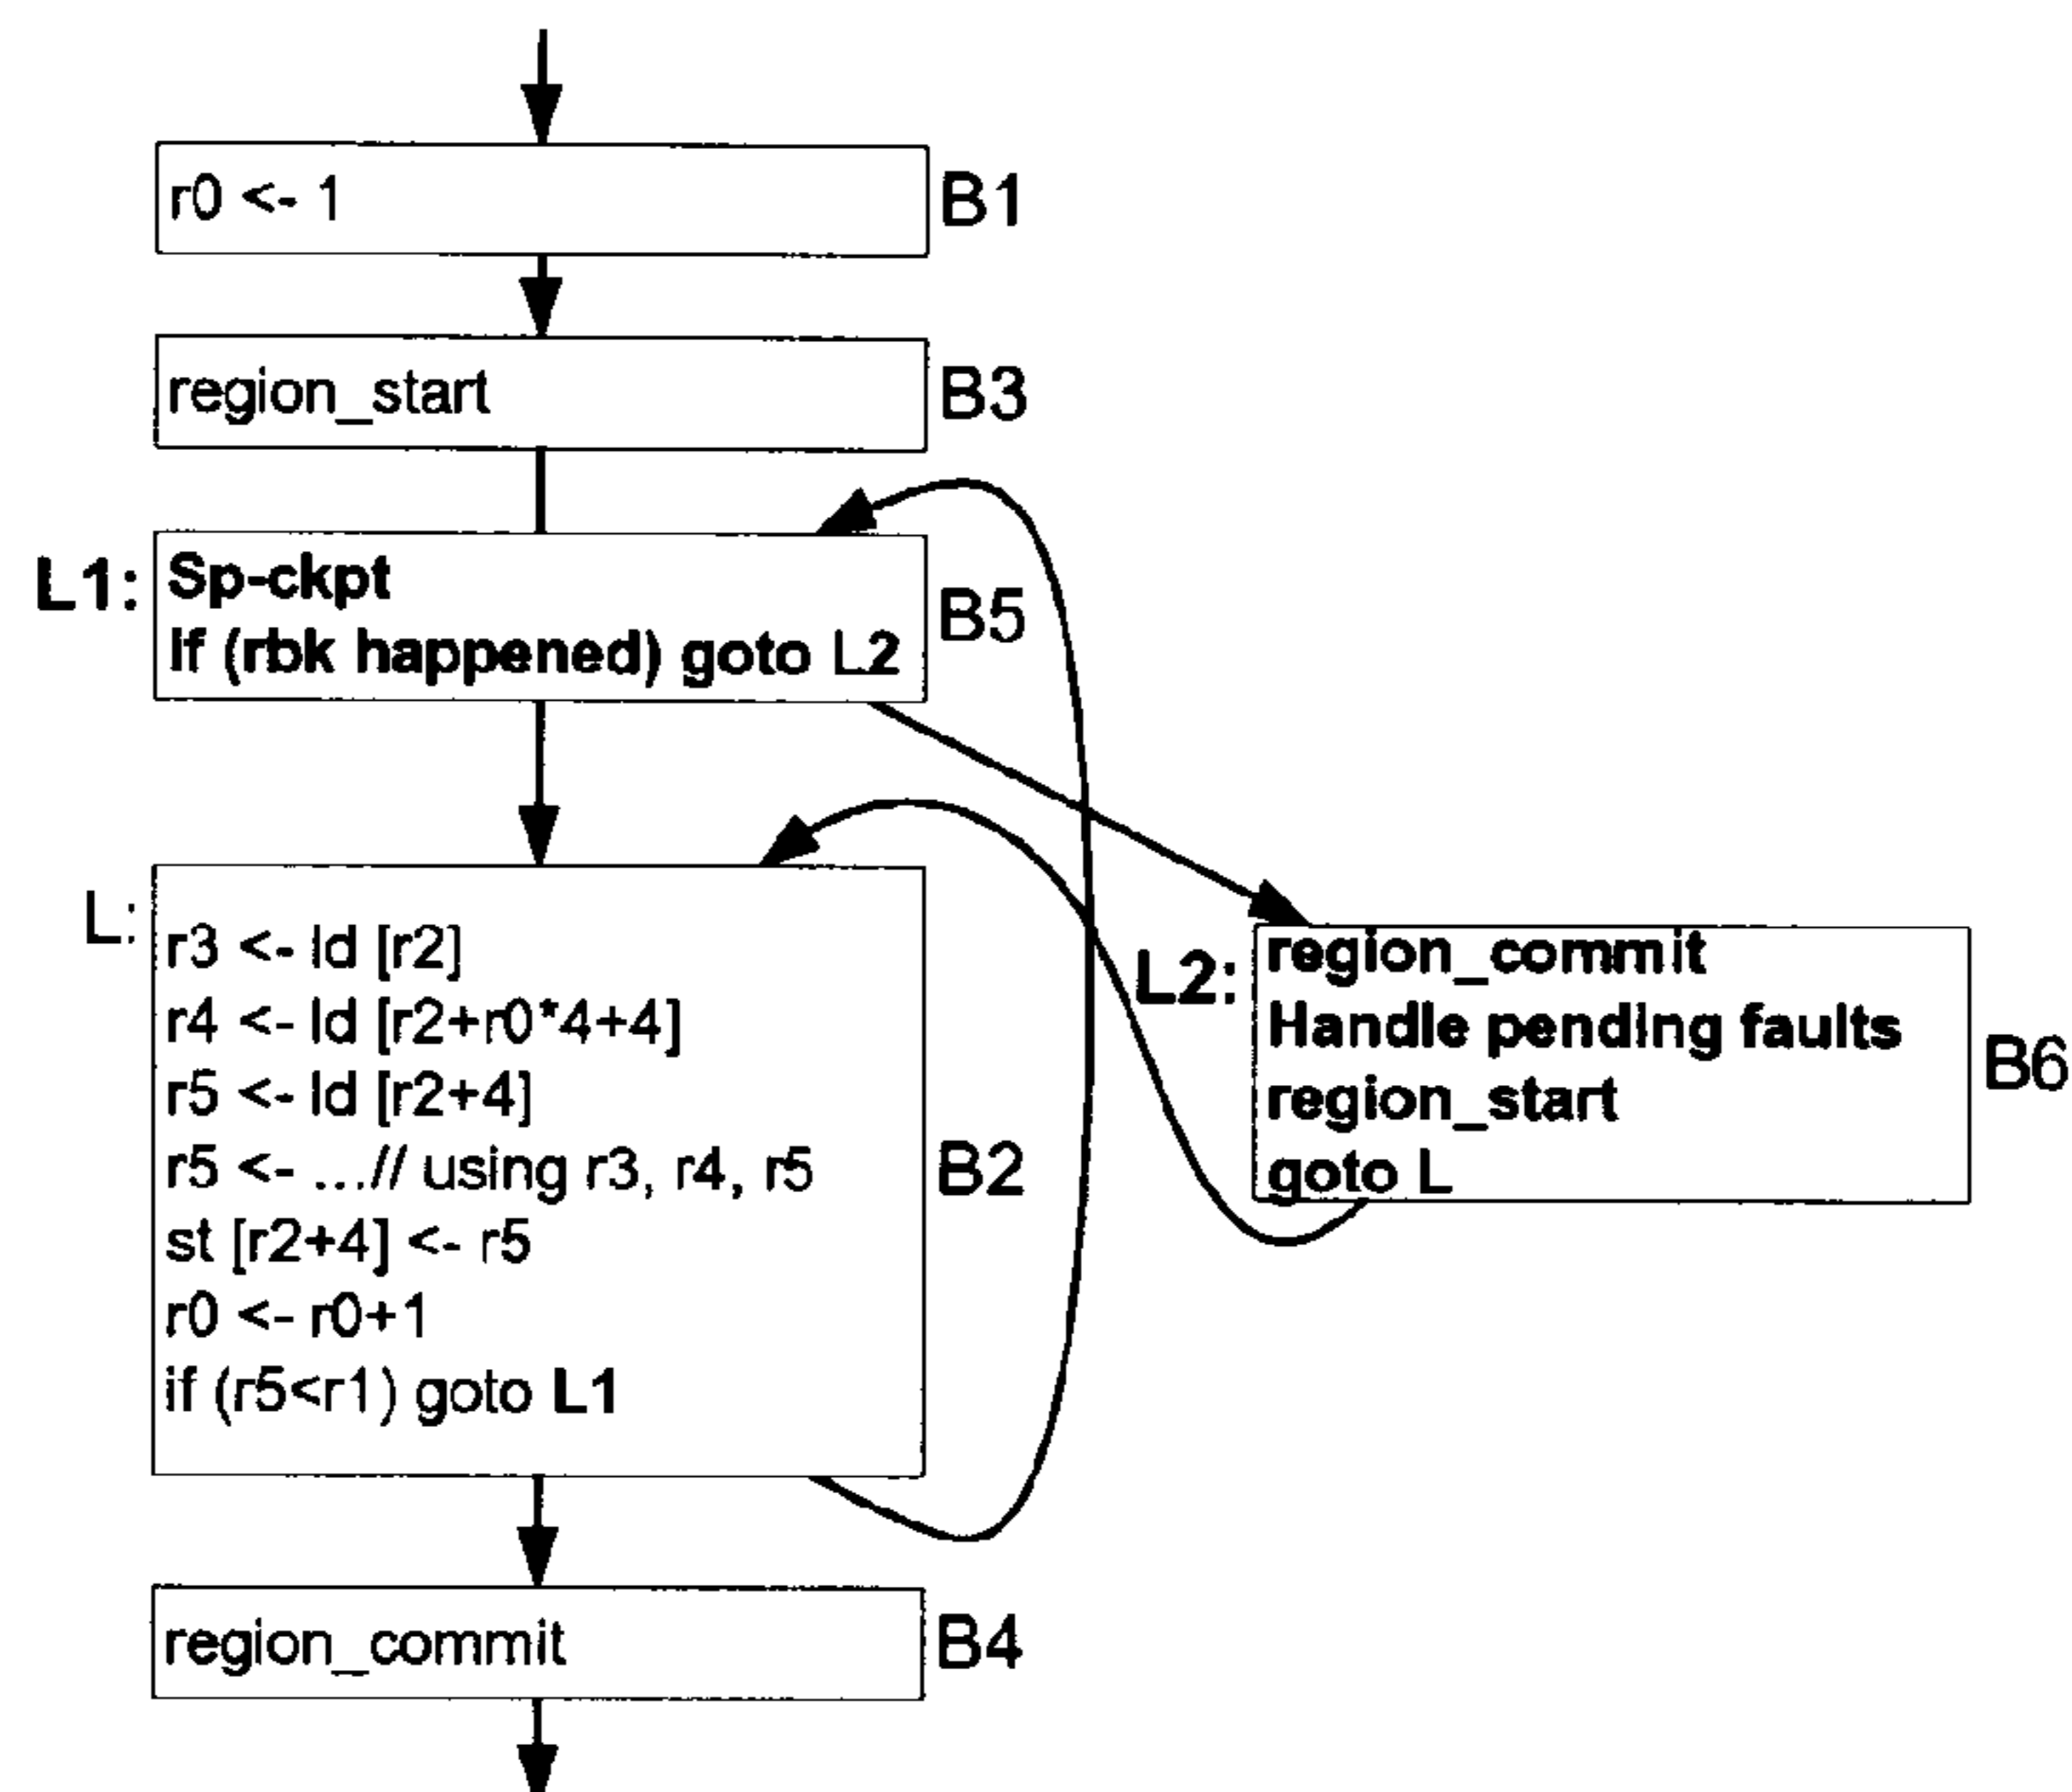 r0 <- 1
B1
region_start
B3
L1:
Sp-ckpt
If (rbk happened) goto L2
B5
L:
r3 <- ld [r2]
r4 <- ld [r2+r0*4+4]
r5 <- ld [r2+4]
r5 <- ...// using r3, r4, r5
st [r2+4] <- r5
r0 <- r0+1
if (r5<r1) goto L1
B2
L2:
region_commit
Handle pending faults
region_start
goto L
B6
region_commit
B4